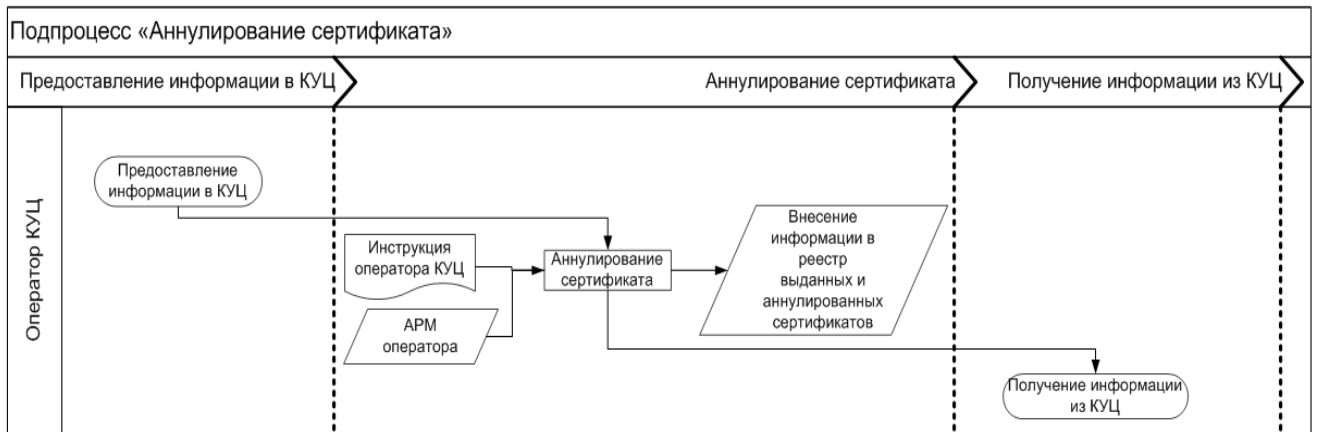 Подпроцесс «Аннулирование сертификата»
Предоставление информации в КУЦ
Аннулирование сертификата
Получение информации из КУЦ
Оператор КУЦ
Предоставление
информации в КУЦ
Инструкция
оператора КУЦ
АРМ
оператора
Аннулирование
сертификата
Внесение
информации в
реестр
выданных и
аннулированных
сертификатов
Получение информации
из КУЦ